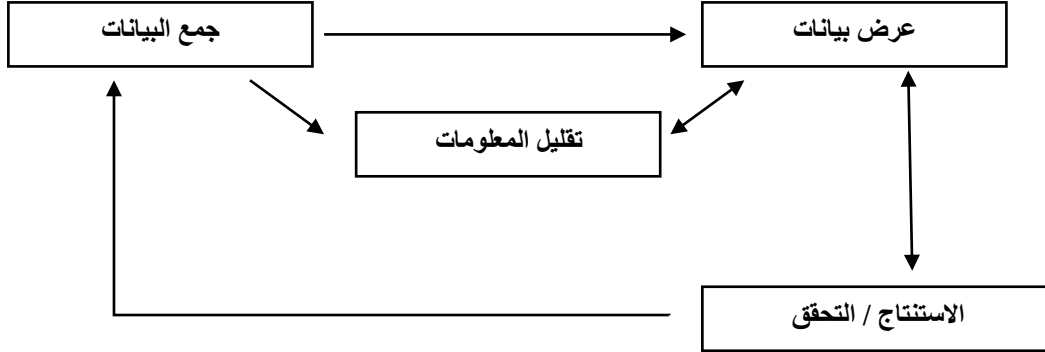 جمع البيانات
عرض بيانات
تقليل المعلومات
الاستنتاج / التحقق